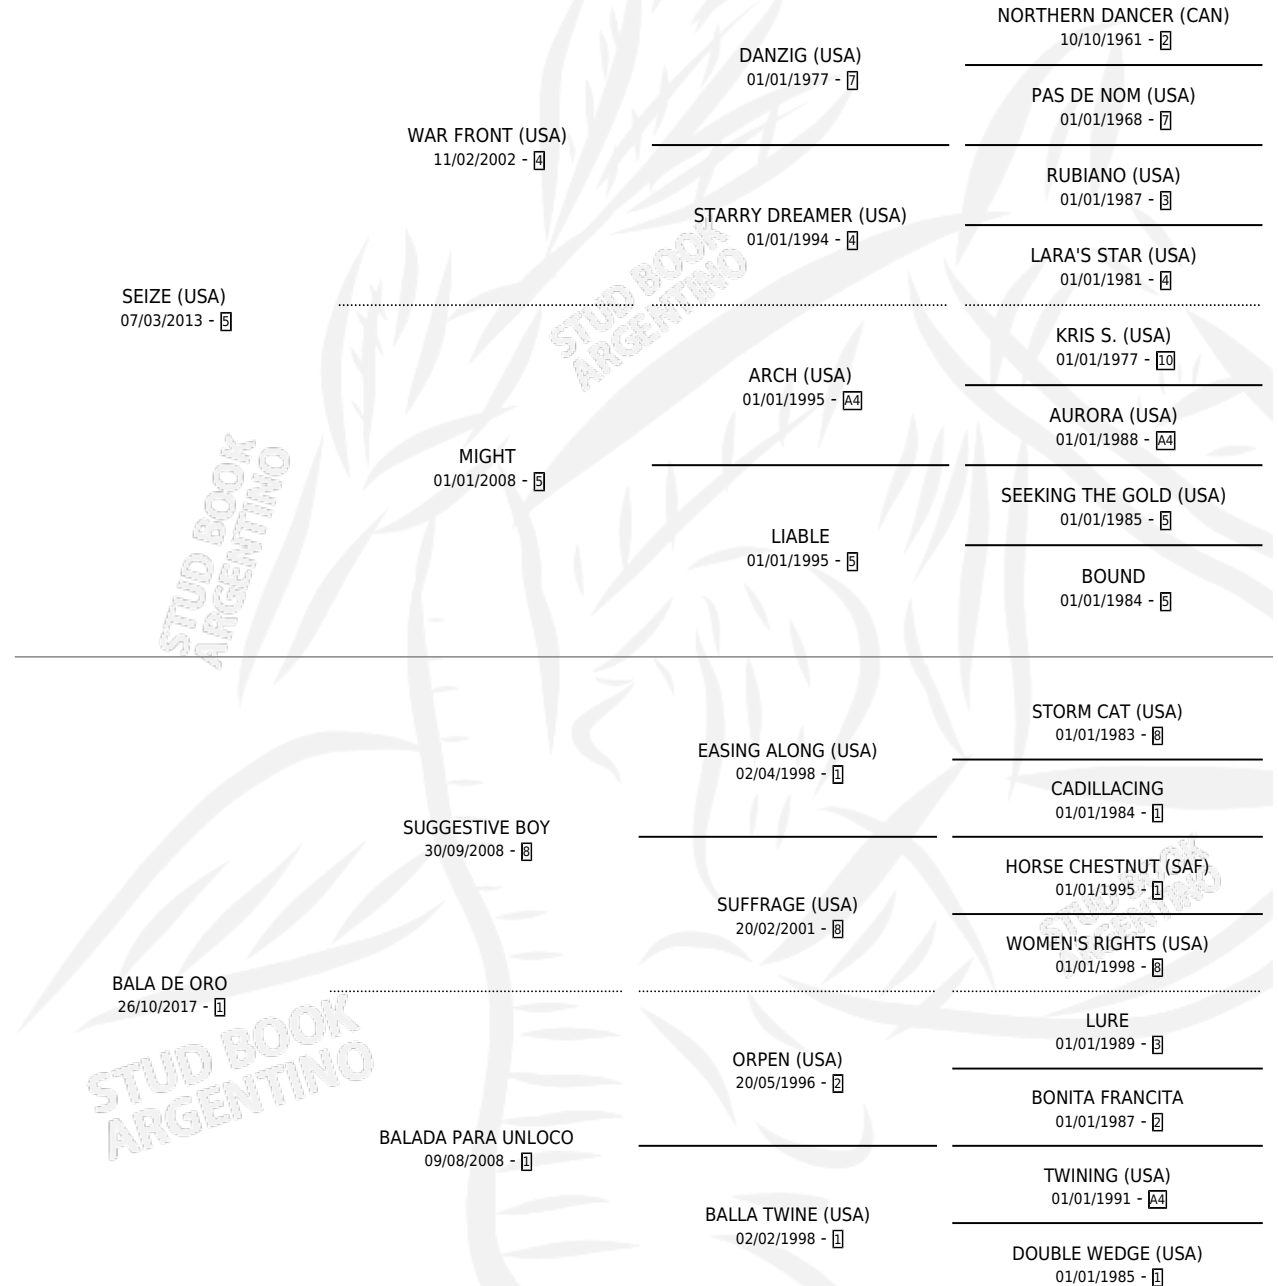 NORTHERN DANCER (CAN)
10/10/1961 - 2
DANZIG (USA)
01/01/1977 - 7
PAS DE NOM (USA)
01/01/1968 - 7
WAR FRONT (USA)
11/02/2002 - 4
RUBIANO (USA)
01/01/1987 - 3
STARRY DREAMER (USA)
01/01/1994 - 4
LARA'S STAR (USA)
01/01/1981 - 4
SEIZE (USA)
07/03/2013 - 5
KRIS S. (USA)
01/01/1977 - 10
ARCH (USA)
01/01/1995 - A4
AURORA (USA)
01/01/1988 - A4
MIGHT
01/01/2008 - 5
SEEKING THE GOLD (USA)
01/01/1985 - 5
LIABLE
01/01/1995 - 5
BOUND
01/01/1984 - 5
STORM CAT (USA)
01/01/1983 - 8
EASING ALONG (USA)
02/04/1998 - 1
CADILLACING
01/01/1984 - 1
SUGGESTIVE BOY
30/09/2008 - 8
HORSE CHESTNUT (SAF)
01/01/1995 - 1
SUFFRAGE (USA)
20/02/2001 - 8
WOMEN'S RIGHTS (USA)
01/01/1998 - 8
BALA DE ORO
26/10/2017 - 1
LURE
01/01/1989 - 3
ORPEN (USA)
20/05/1996 - 2
BONITA FRANCITA
01/01/1987 - 2
BALADA PARA UNLOCO
09/08/2008 - 1
TWINING (USA)
01/01/1991 - A4
BALLA TWINE (USA)
02/02/1998 - 1
DOUBLE WEDGE (USA)
01/01/1985 - 1
STUD BOOK
ARGENTINO
STUD BOOK
ARGENTINO
STUD BOOK
ARGENTINO
STUD BOOK
ARGENTINO